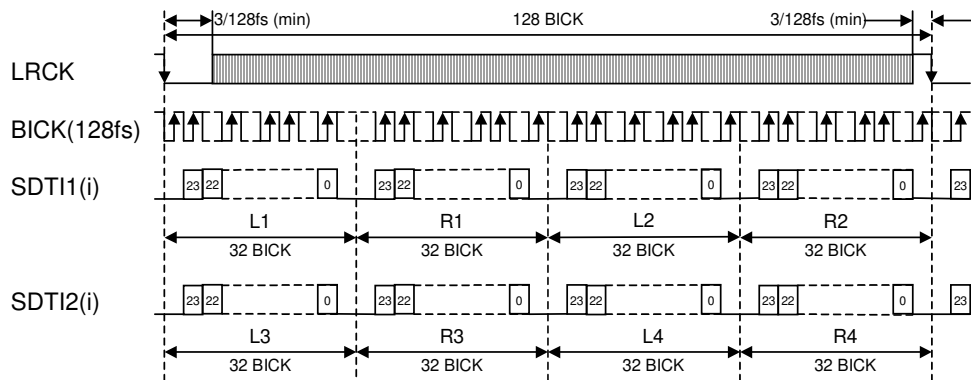 3/128fs (min) 128 BICK 3/128fs (min)
LRCK
BICK(128fs)
SDTI1(i) 23 22 0 23 22 0 23 22 0 23 22 0 23
L1 R1 L2 R2
32 BICK 32 BICK 32 BICK 32 BICK
SDTI2(i) 23 22 0 23 22 0 23 22 0 23 22 0 23
L3 R3 L4 R4
32 BICK 32 BICK 32 BICK 32 BICK